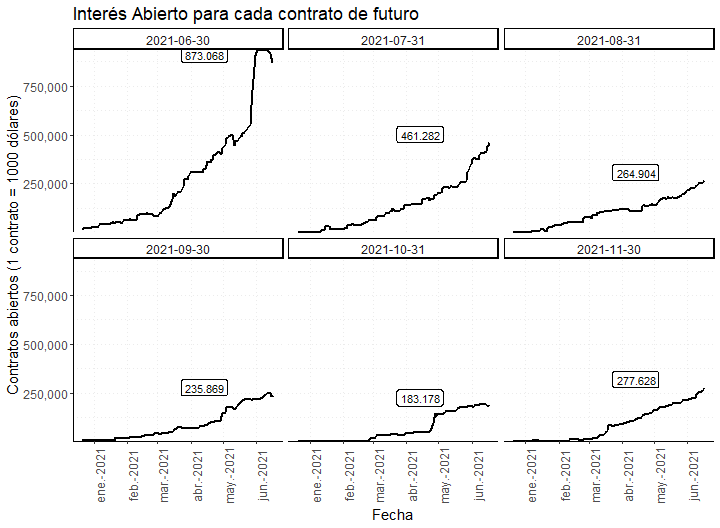 Interés Abierto para cada contrato de futuro
Contratos abiertos (1 contrato = 1000 dólares)
2021-06-30
2021-07-31
2021-08-31
750,000
500,000
250,000
873.068
461.282
264.904
2021-09-30
2021-10-31
2021-11-30
750,000
500,000
250,000
235.869
183.178
277.628
ene.-2021
feb.-2021
mar.-2021
abr.-2021
may.-2021
jun.-2021
ene.-2021
feb.-2021
mar.-2021
abr.-2021
may.-2021
jun.-2021
ene.-2021
feb.-2021
mar.-2021
abr.-2021
may.-2021
jun.-2021
Fecha